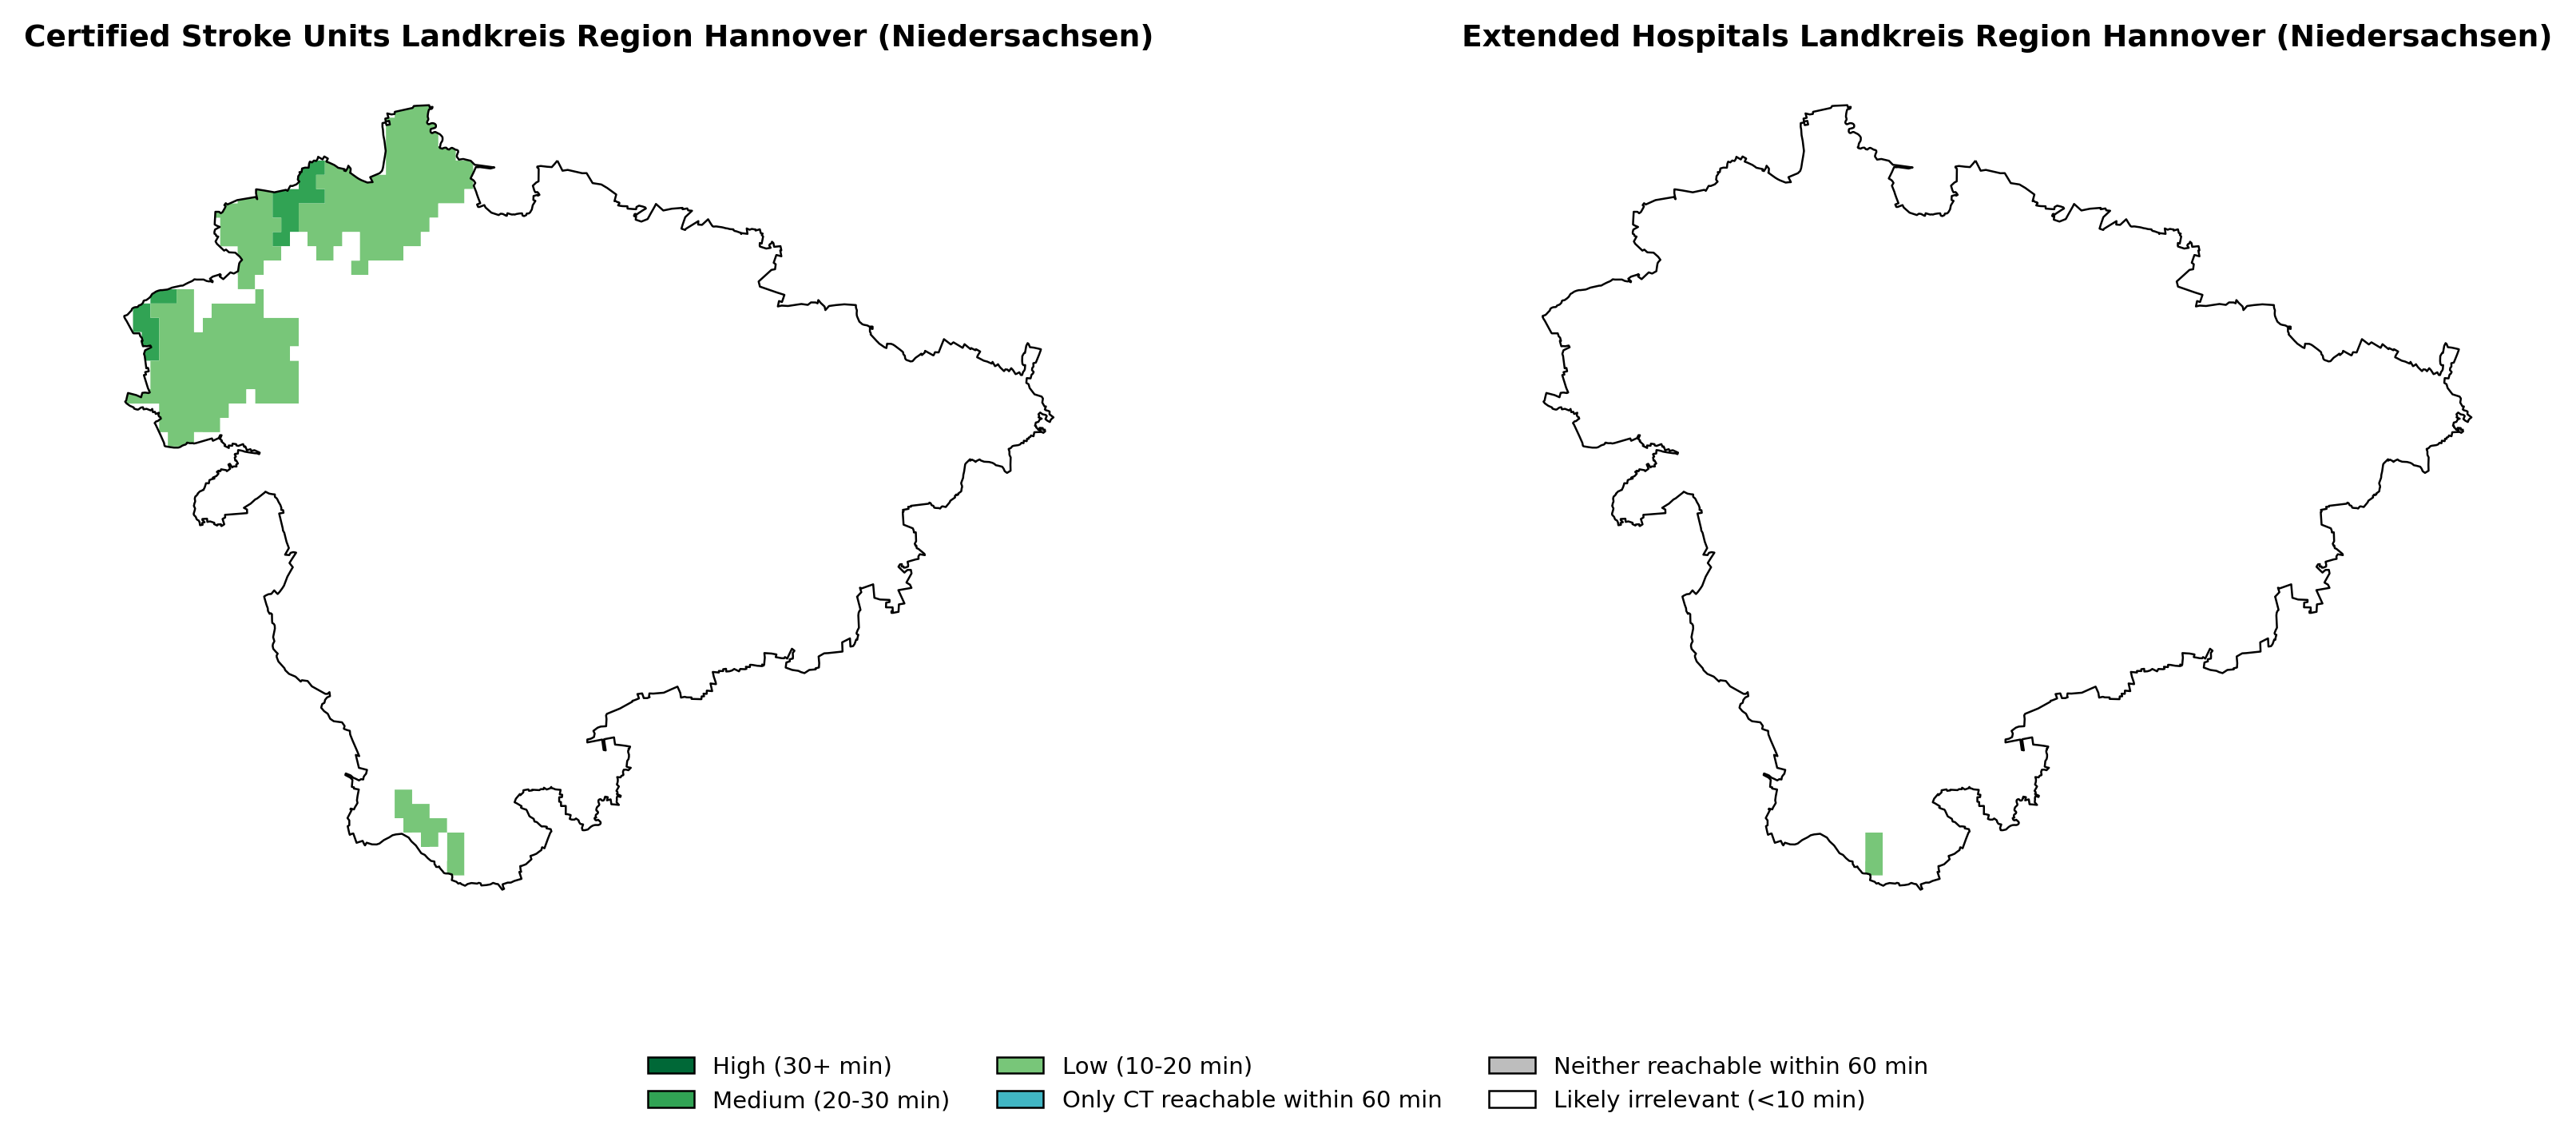 Certified Stroke Units Landkreis Region Hannover (Niedersachsen)
Extended Hospitals Landkreis Region Hannover (Niedersachsen)
High (30+ min)
Medium (20-30 min)
Low (10-20 min)
Only CT reachable within 60 min
Neither reachable within 60 min
Likely irrelevant (<10 min)